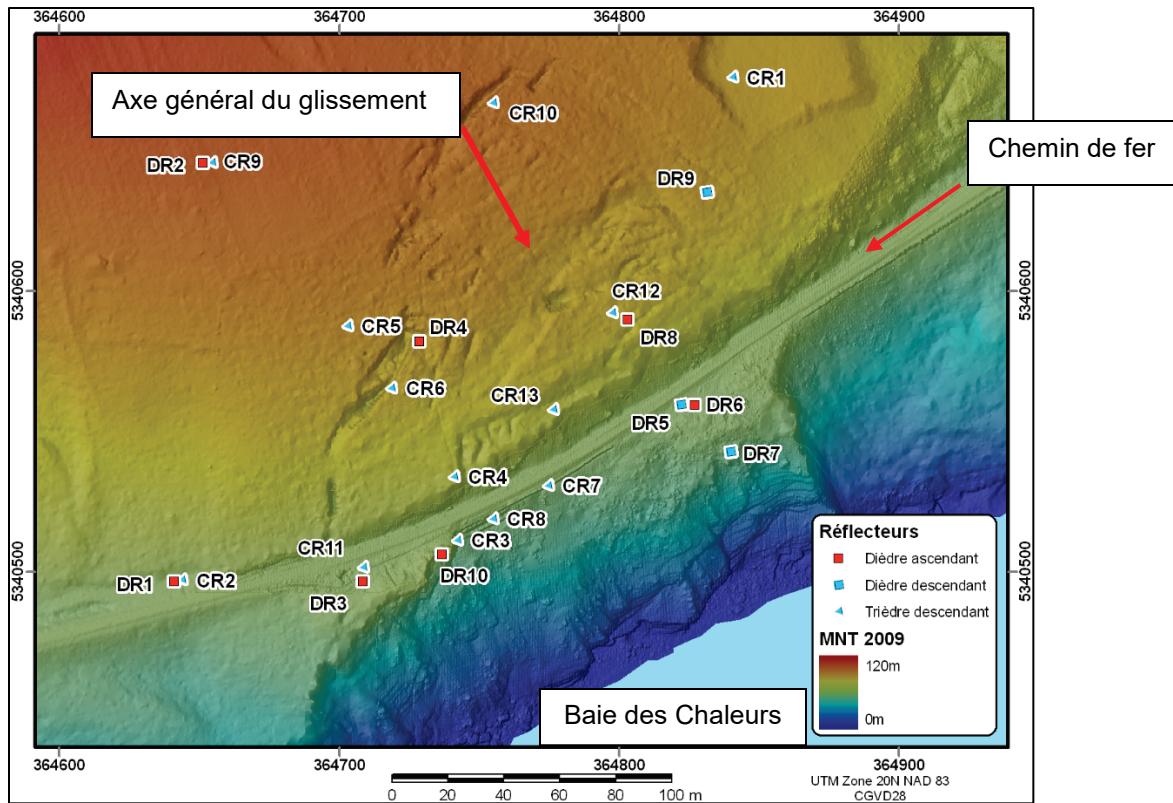 364600 364700 364800 364900
Axe général du glissement
CR1
CR10
Chemin de fer
DR2 CR9
DR9
5340600 5340600
CR12
CR5 DR4
DR8
CR6
CR13
DR5 DR6
DR7
CR4
CR7
CR8
CR11 CR3
DR10
5340500 5340500
DR1 CR2
DR3
Réflecteurs
Dièdre ascendant
Dièdre descendant
Trièdre descendant
MNT 2009
120m
0m
Baie des Chaleurs
364600 364700 364800 364900
0 20 40 60 80 100 m
UTM Zone 20N NAD 83
CGVD28